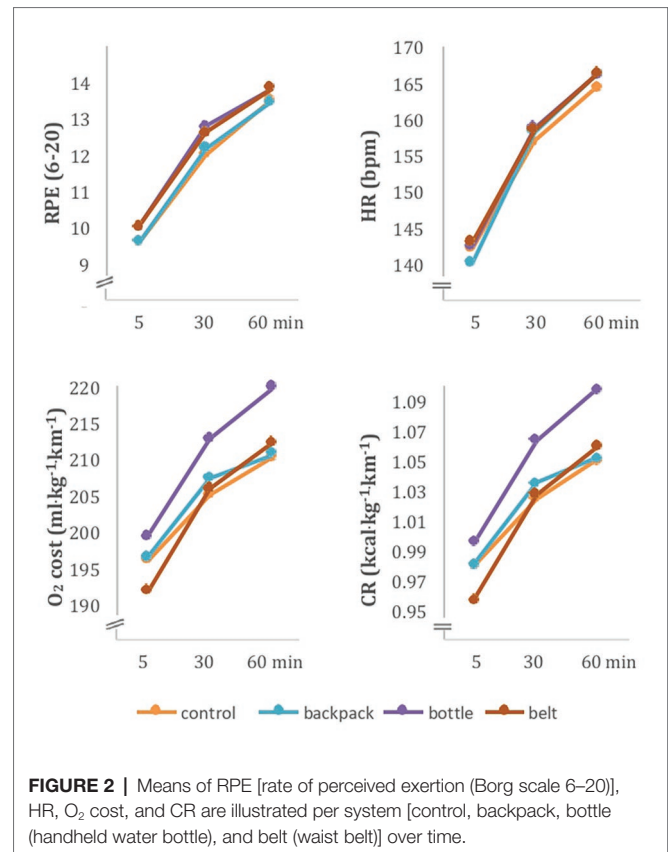 RPE (6-20)
14
13
12
11
10
9
5 30 60 min
HR (bpm)
170
165
160
155
150
145
140
5 30 60 min
O₂ cost (ml·kg⁻¹·km⁻¹)
220
215
210
205
200
195
190
5 30 60 min
CR (kcal·kg⁻¹·km⁻¹)
1.09
1.07
1.05
1.03
1.01
0.99
0.97
0.95
5 30 60 min
control backpack bottle belt
FIGURE 2 | Means of RPE [rate of perceived exertion (Borg scale 6–20)],
HR, O₂ cost, and CR are illustrated per system [control, backpack, bottle
(handheld water bottle), and belt (waist belt)] over time.